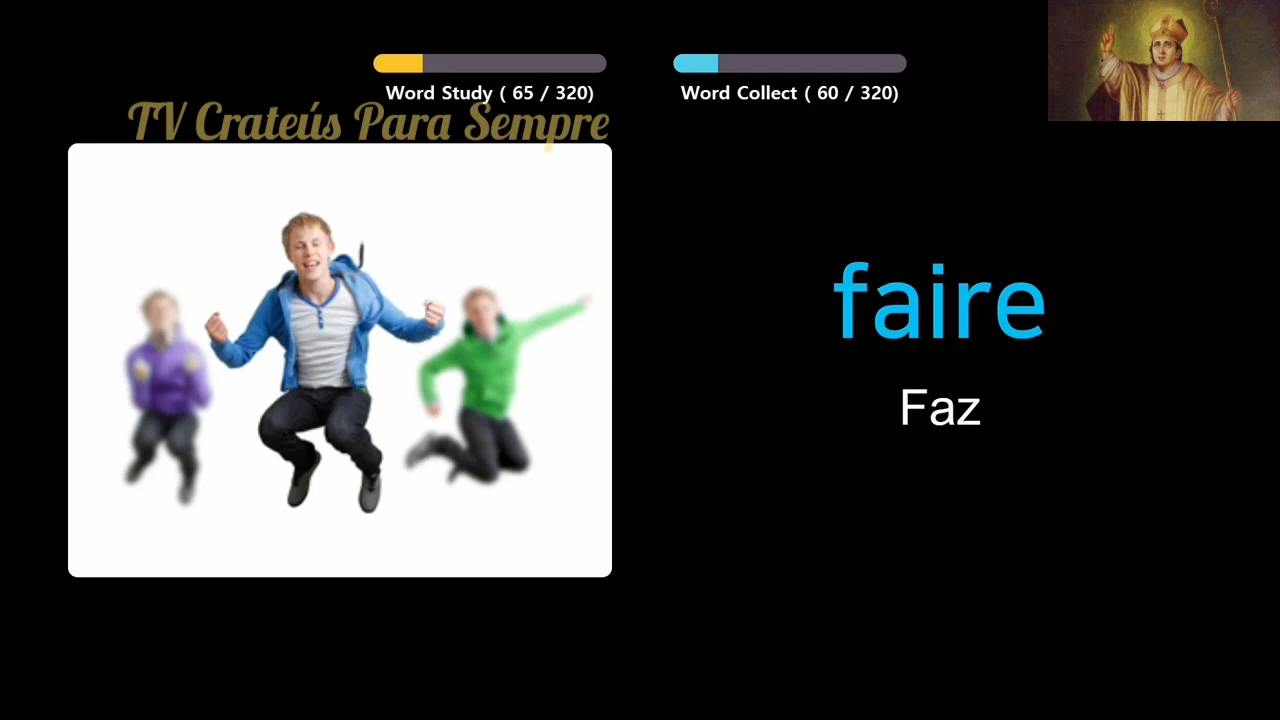 Word Study ( 65 / 320)
Word Collect ( 60 / 320)
TV Crateús Para Sempre
faire
Faz